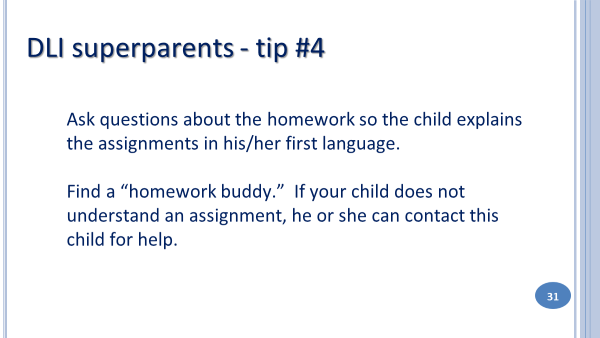 DLI superparents - tip #4
Ask questions about the homework so the child explains
the assignments in his/her first language.
Find a “homework buddy.”  If your child does not
understand an assignment, he or she can contact this
child for help.
31